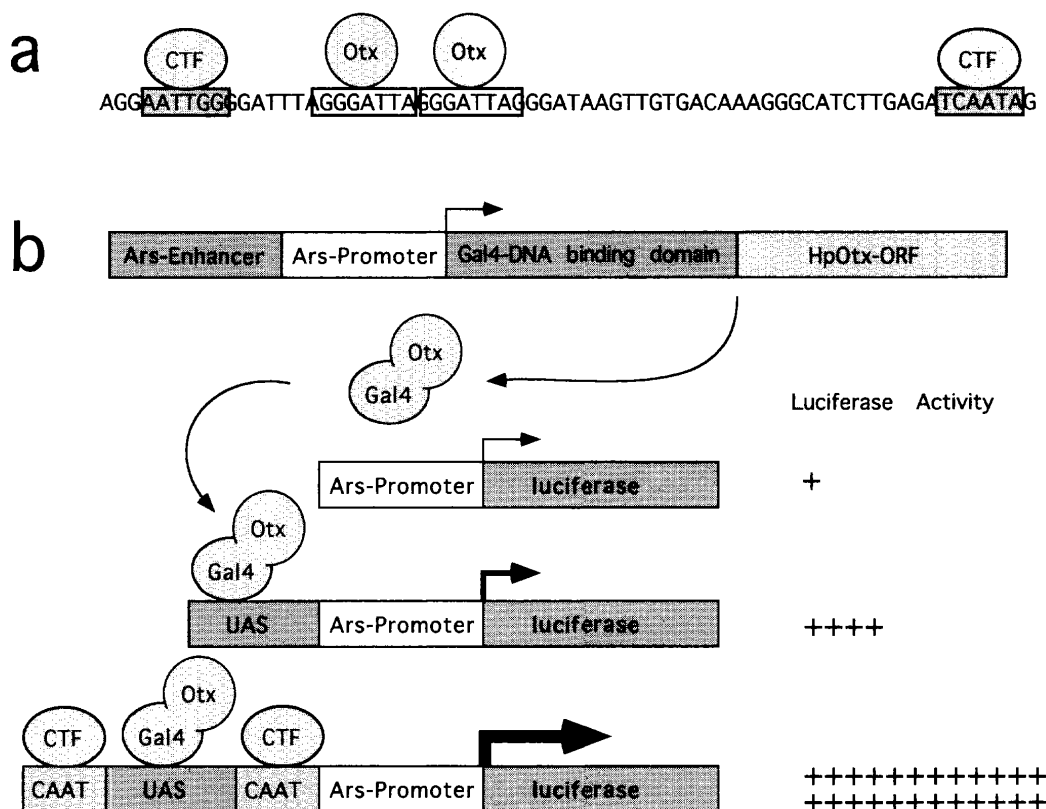 a
CTF Otx Otx CTF
AGGAATTGGGGATTTAGGGATTAGGGATTAGGGATAAGTTGTGACAAAGGGCATCTTGAGATCAATAG
b
Ars-Enhancer Ars-Promoter Gal4-DNA binding domain HpOtx-ORF
Otx
Gal4
Luciferase Activity
Ars-Promoter luciferase +
Otx
Gal4
UAS Ars-Promoter luciferase ++++
Otx
CTF Gal4 CTF
CAAT UAS CAAT Ars-Promoter luciferase ++++++++++++
++++++++++++